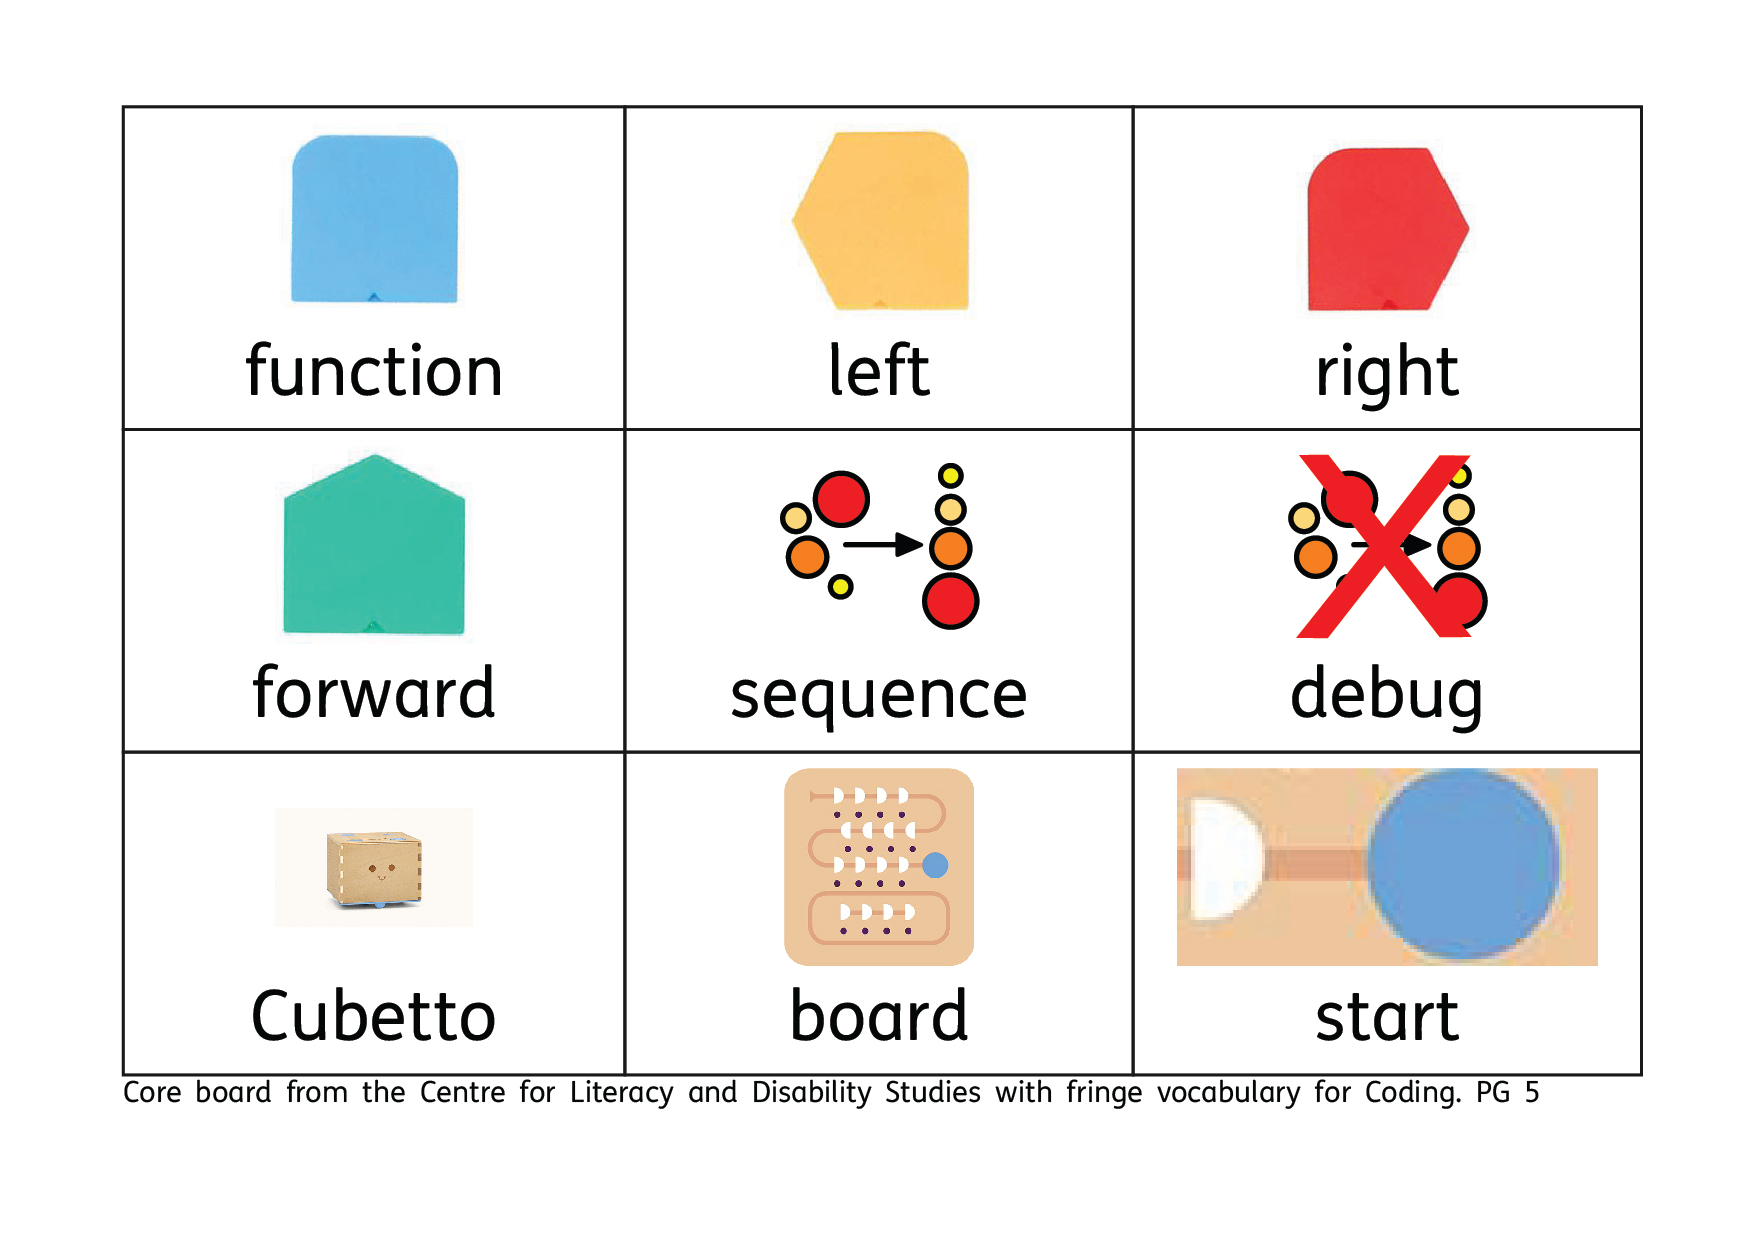 function
left
right
forward
sequence
debug
Cubetto
board
start
Core board from the Centre for Literacy and Disability Studies with fringe vocabulary for Coding. PG 5